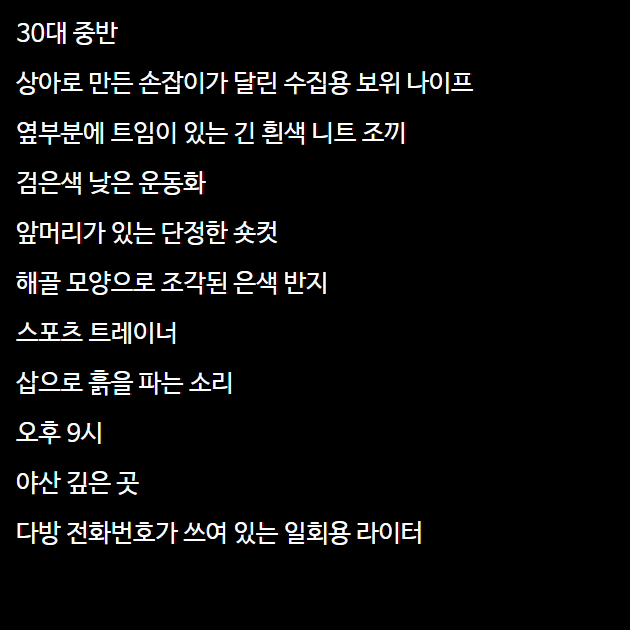 30대 중반
상아로 만든 손잡이가 달린 수집용 보위 나이프
옆부분에 트임이 있는 긴 흰색 니트 조끼
검은색 낮은 운동화
앞머리가 있는 단정한 숏컷
해골 모양으로 조각된 은색 반지
스포츠 트레이너
삽으로 흙을 파는 소리
오후 9시
야산 깊은 곳
다방 전화번호가 쓰여 있는 일회용 라이터